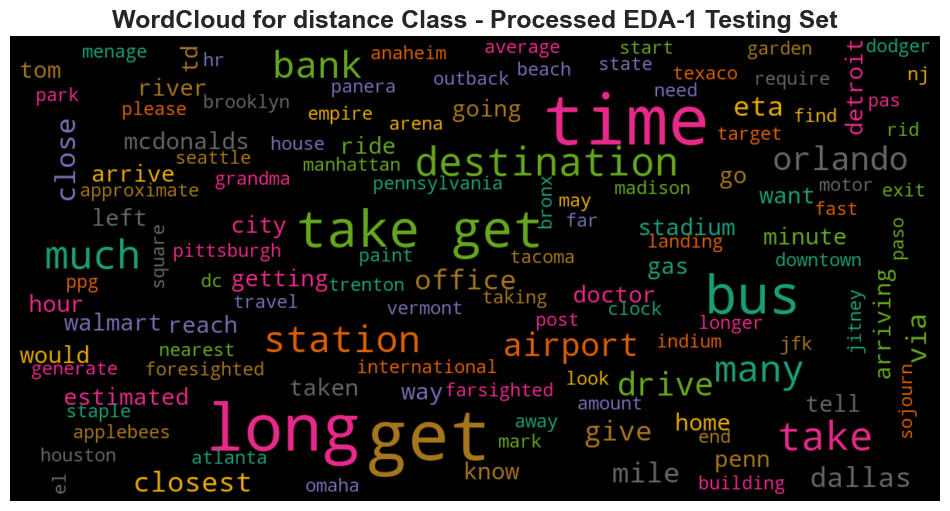 WordCloud for distance Class - Processed EDA-1 Testing Set
menage
td
hr
bank
anaheim
average
start
garden
dodger
tom
river
panera
outback
beach
state
texaco
require
detroit
nj
park
please
brooklyn
empire
arena
going
time
need
eta
find
pas
close
mcdonalds
seattle
house
ride
target
rid
arrive
manhattan
destination
orlando
approximate
grandma
pennsylvania
bronx
madison
go
want
motor
exit
left
city
take get
may
far
stadium
fast
square
pittsburgh
paint
tacoma
landing
minute
paso
much
ppg
dc
getting
trenton
office
gas
downtown
hour
travel
vermont
taking
doctor
bus
jitney
arriving
via
walmart
reach
post
clock
longer
nearest
station
airport
indium
jfk
would
generate
foresighted
international
look
many
estimated
taken
way
farsighted
drive
sojourn
staple
long
get
amount
tell
applebees
away
mark
give
home
end
take
houston
atlanta
know
penn
el
closest
omaha
mile
building
dallas